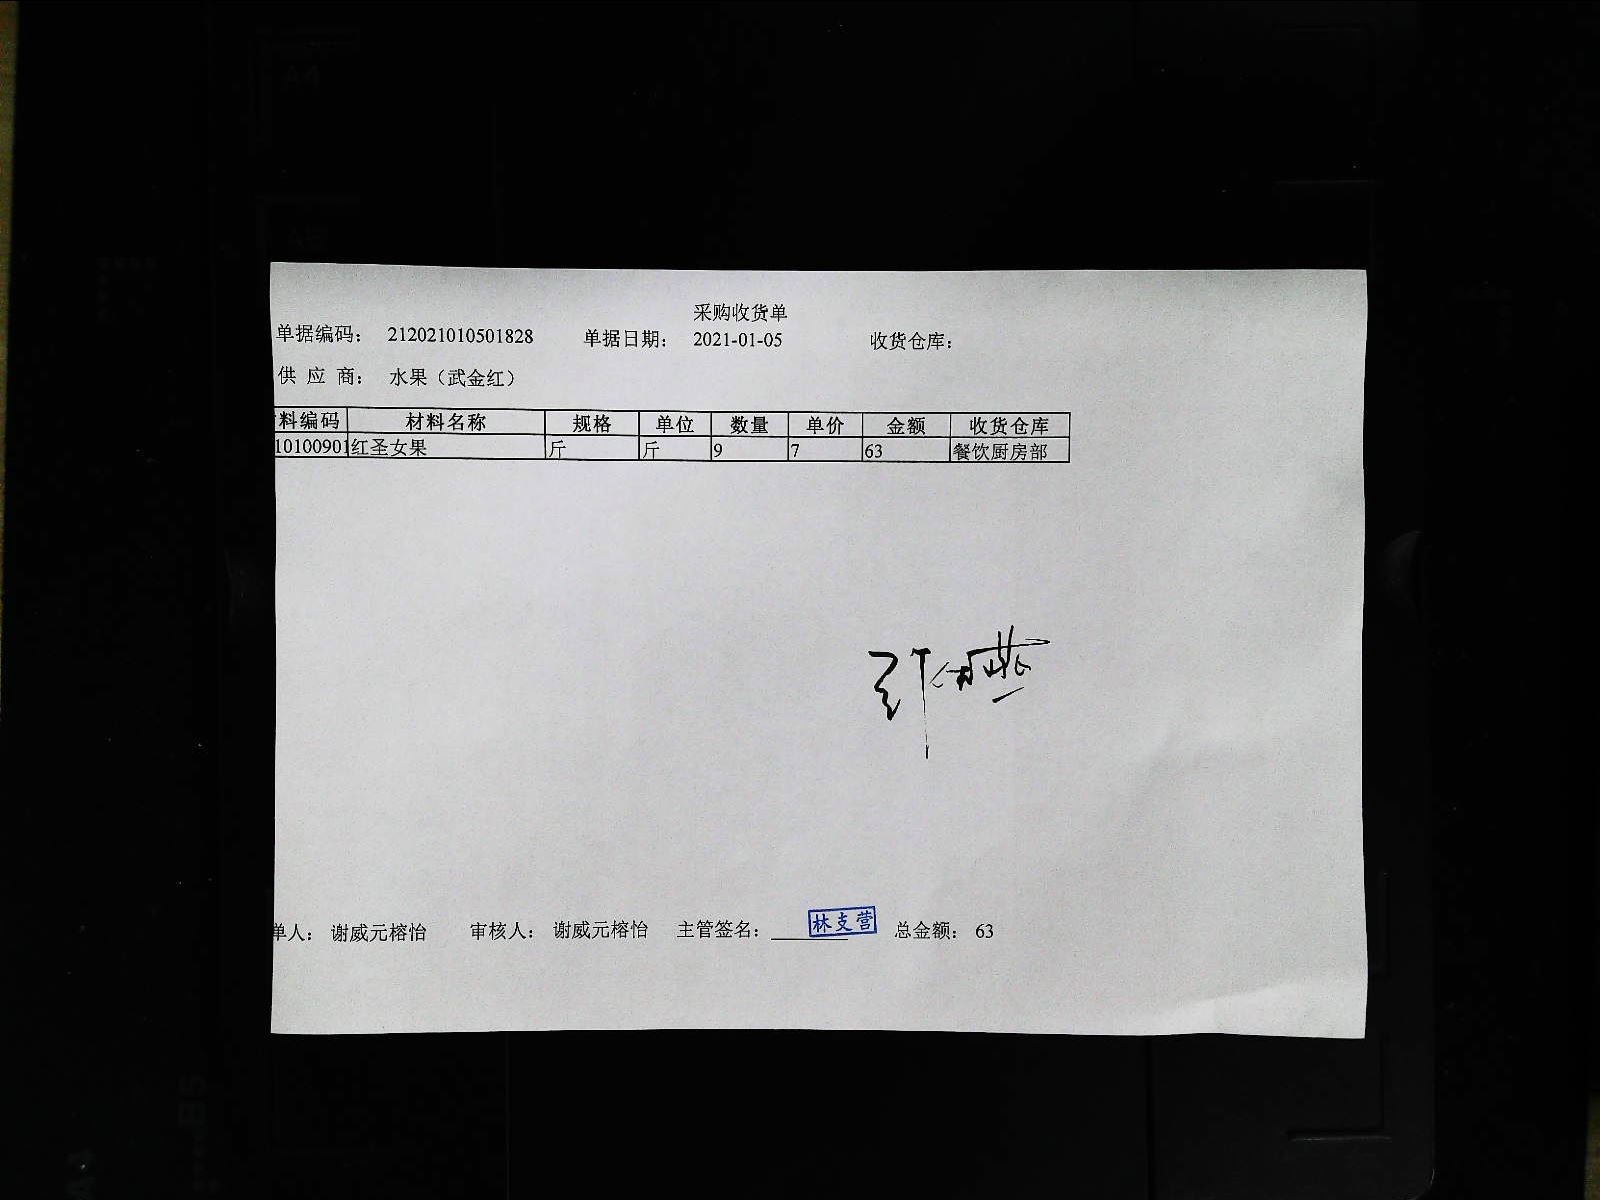 采购收货单
单据编码： 212021010501828 单据日期： 2021-01-05 收货仓库：
供 应 商： 水果（武金红）
料编码 材料名称 规格 单位 数量 单价 金额 收货仓库
10100901 红圣女果 斤 斤 9 7 63 餐饮厨房部
单人： 谢威元榕怡 审核人： 谢威元榕怡 主管签名： 林支营 总金额： 63